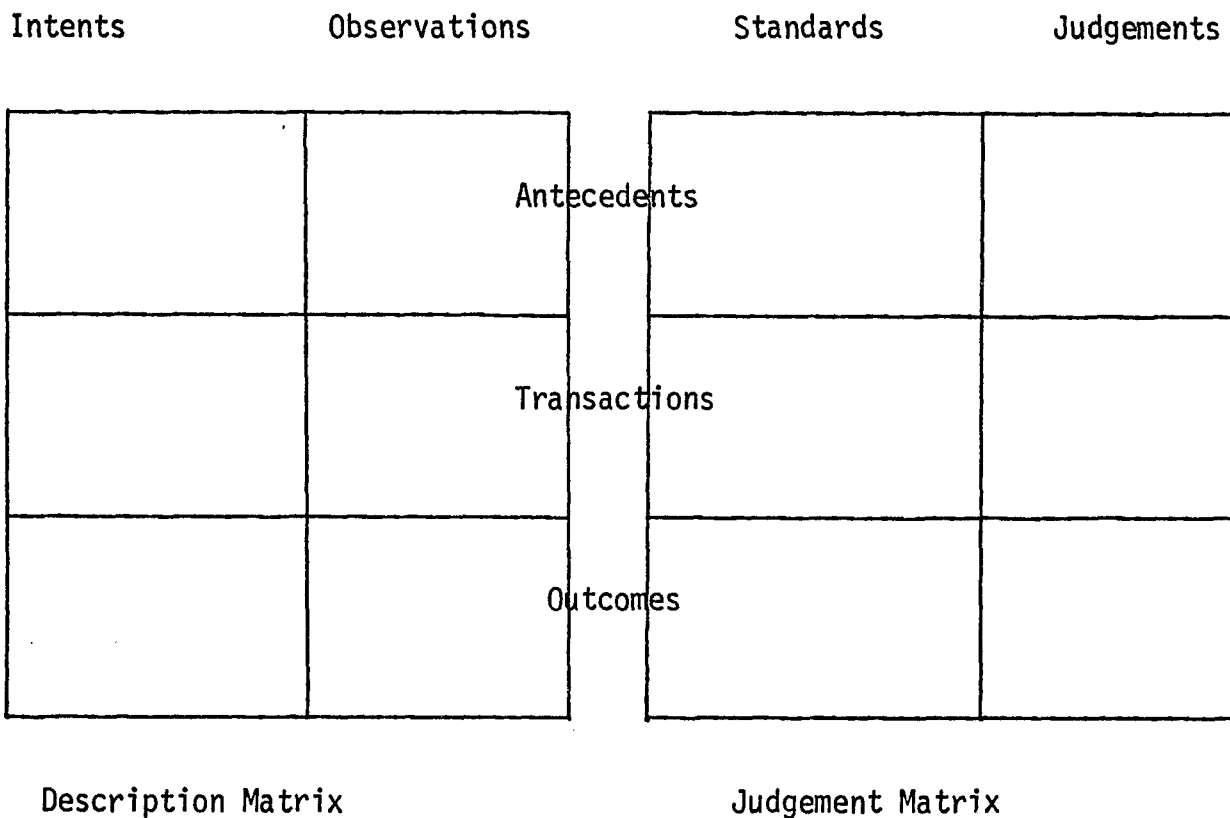 Intents Observations Standards Judgements
Antecedents
Transactions
Outcomes
Description Matrix Judgement Matrix